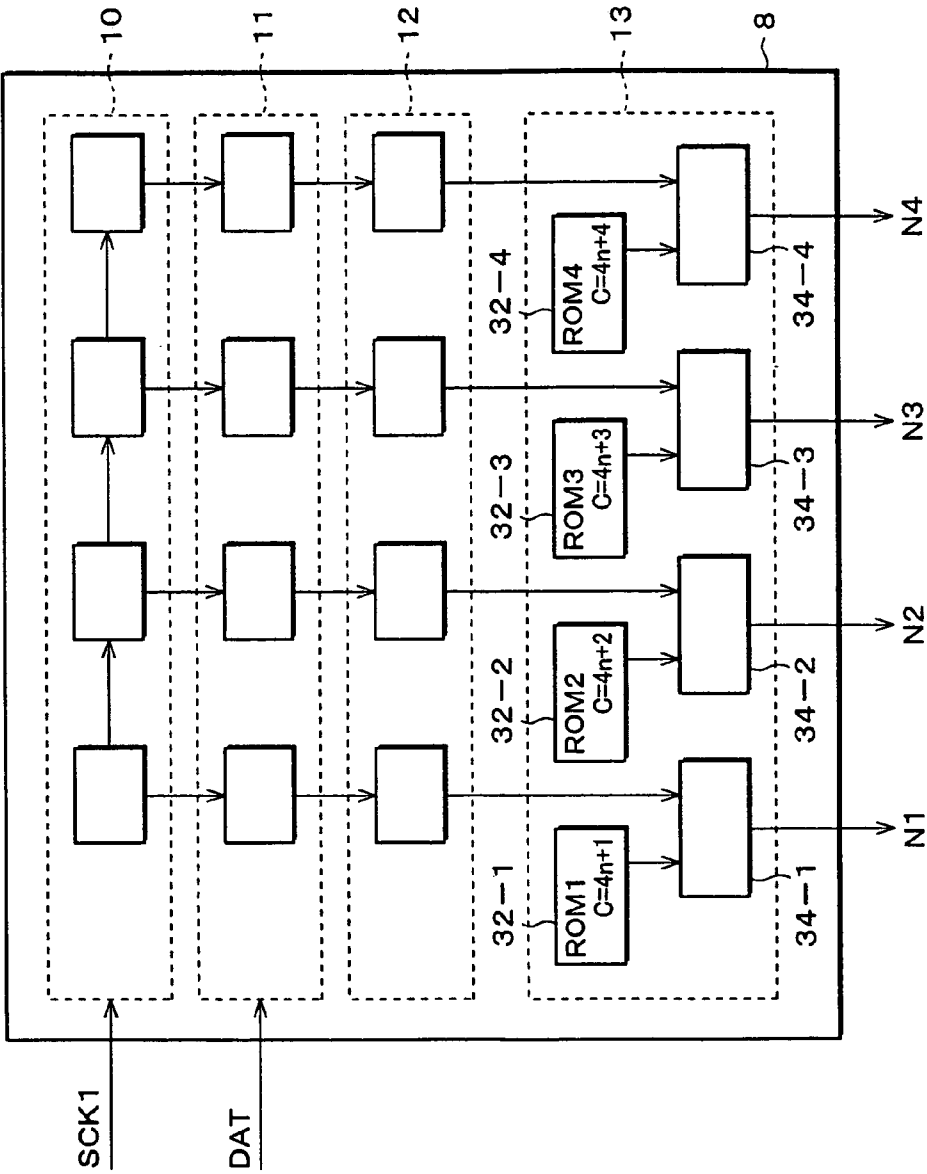 SCK1
DAT
10
11
12
13
8
32-1
ROM1
C=4n+1
32-2
ROM2
C=4n+2
32-3
ROM3
C=4n+3
32-4
ROM4
C=4n+4
34-1
34-2
34-3
34-4
N1
N2
N3
N4